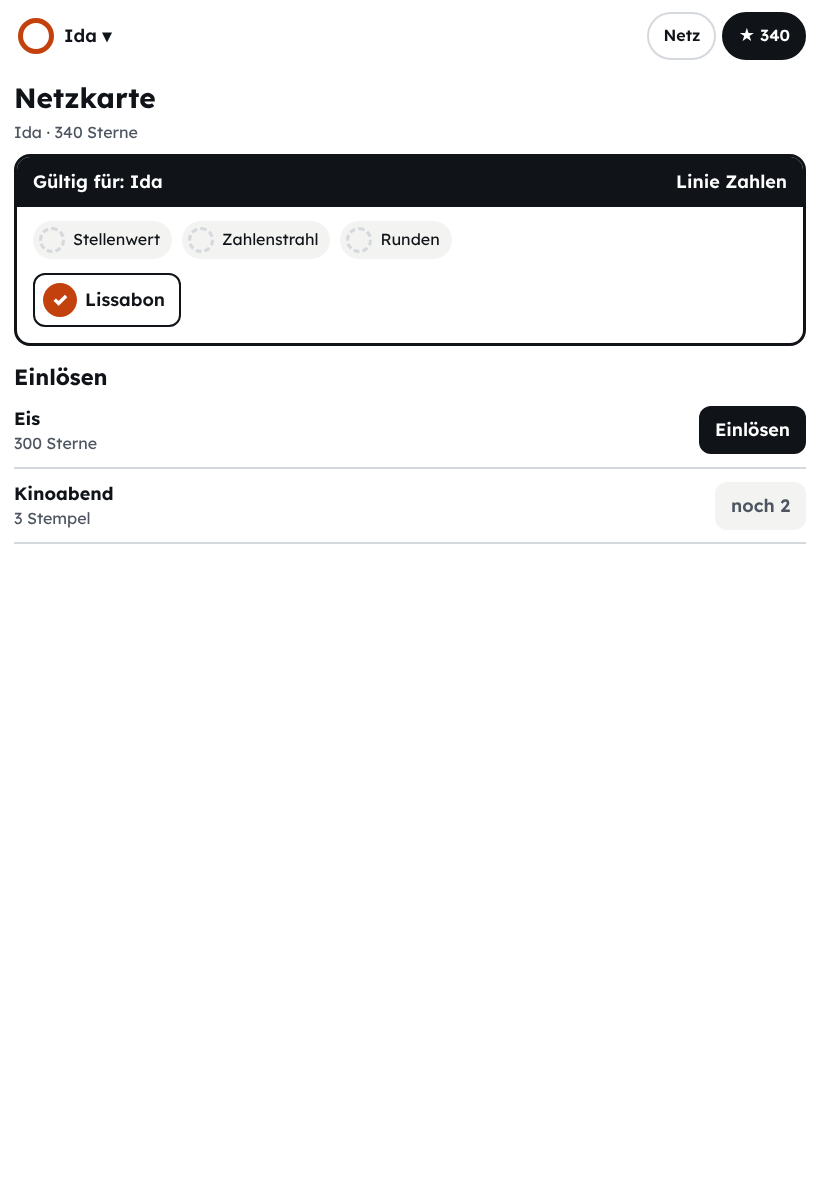 Ida ▾ Netz ★ 340
Netzkarte
Ida · 340 Sterne
Gültig für: Ida Linie Zahlen
Stellenwert Zahlenstrahl Runden
Lissabon
Einlösen
Eis
300 Sterne
Einlösen
Kinoabend
3 Stempel
noch 2